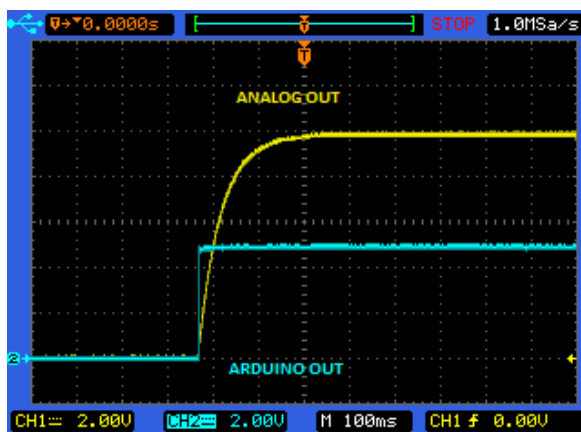 0.0000s STOP 1.0MSa/s
T
ANALOG OUT
2
ARDUINO OUT
CH1 2.00V CH2 2.00V M 100ms CH1 0.00V